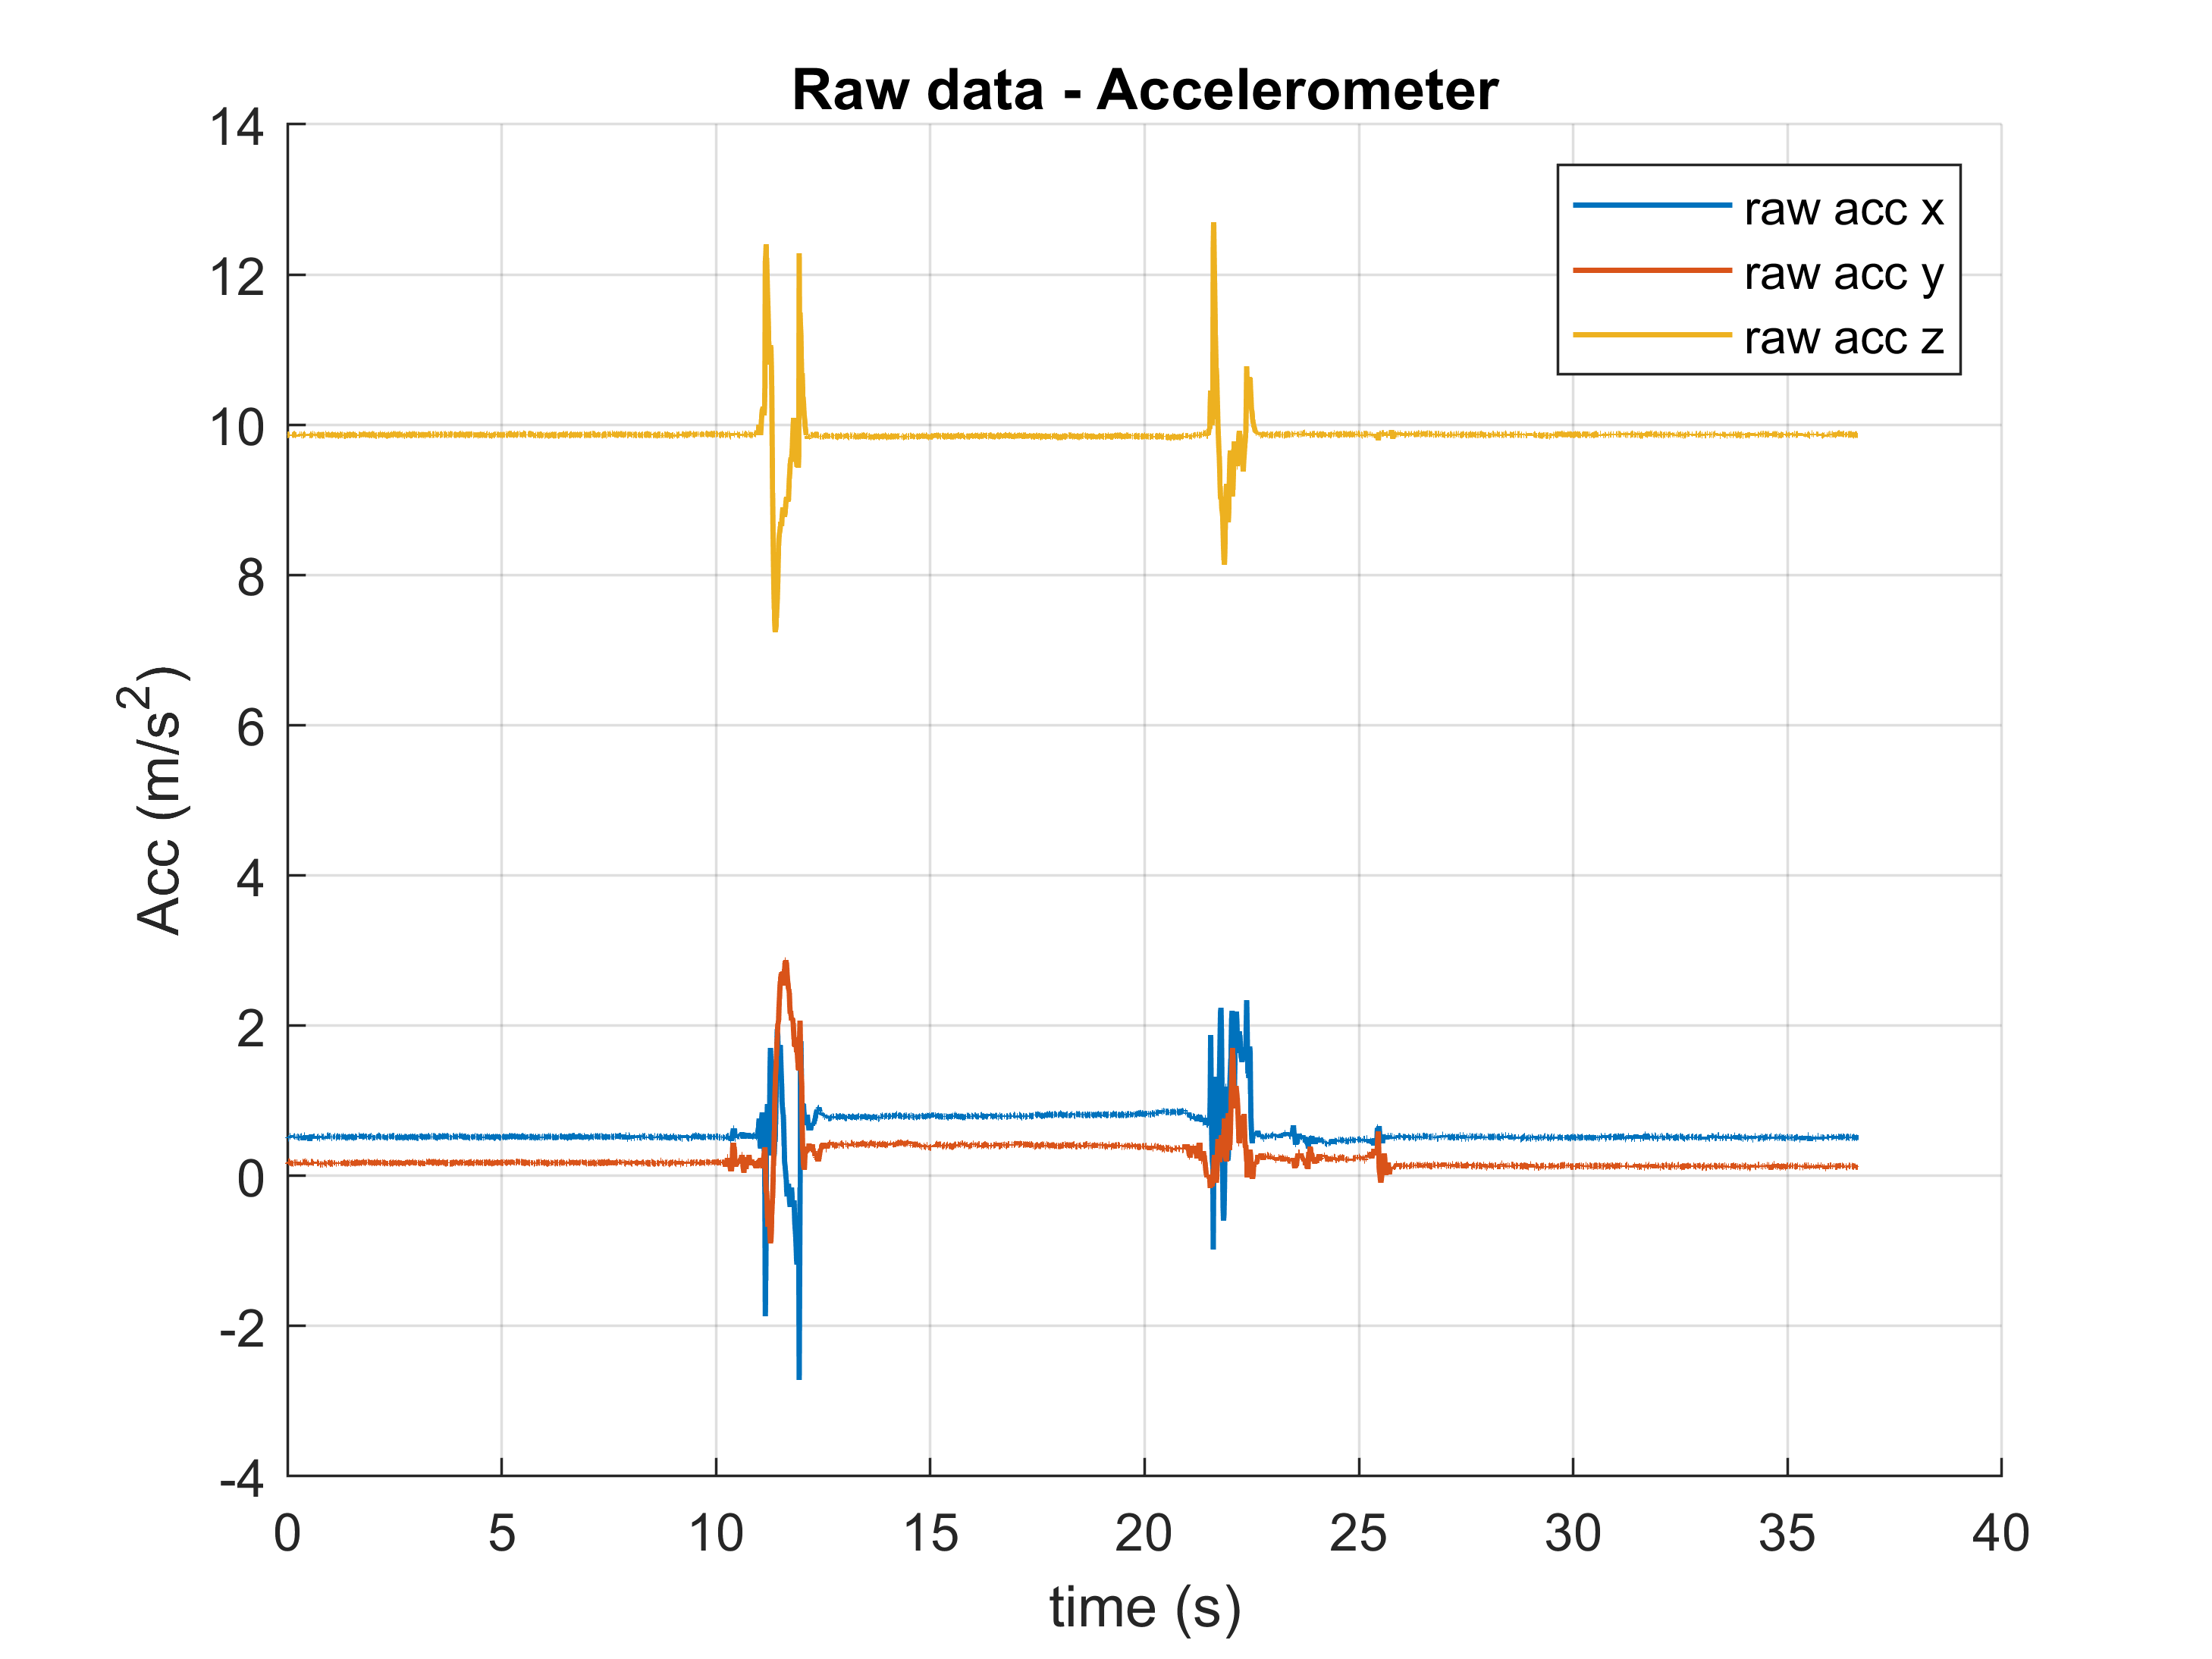 Raw data - Accelerometer
14
12
10
8
6
4
2
0
-2
-4
Acc (m/s²)
raw acc x
raw acc y
raw acc z
0 5 10 15 20 25 30 35 40
time (s)